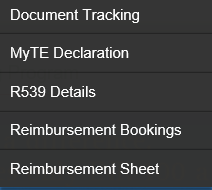 Document Tracking
MyTE Declaration
R539 Details
Reimbursement Bookings
Reimbursement Sheet